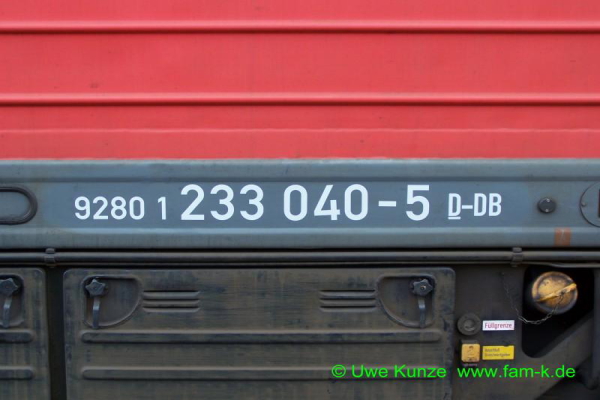 9280 1 233 040-5 D-DB
Füllgrenze
© Uwe Kunze www.fam-k.de